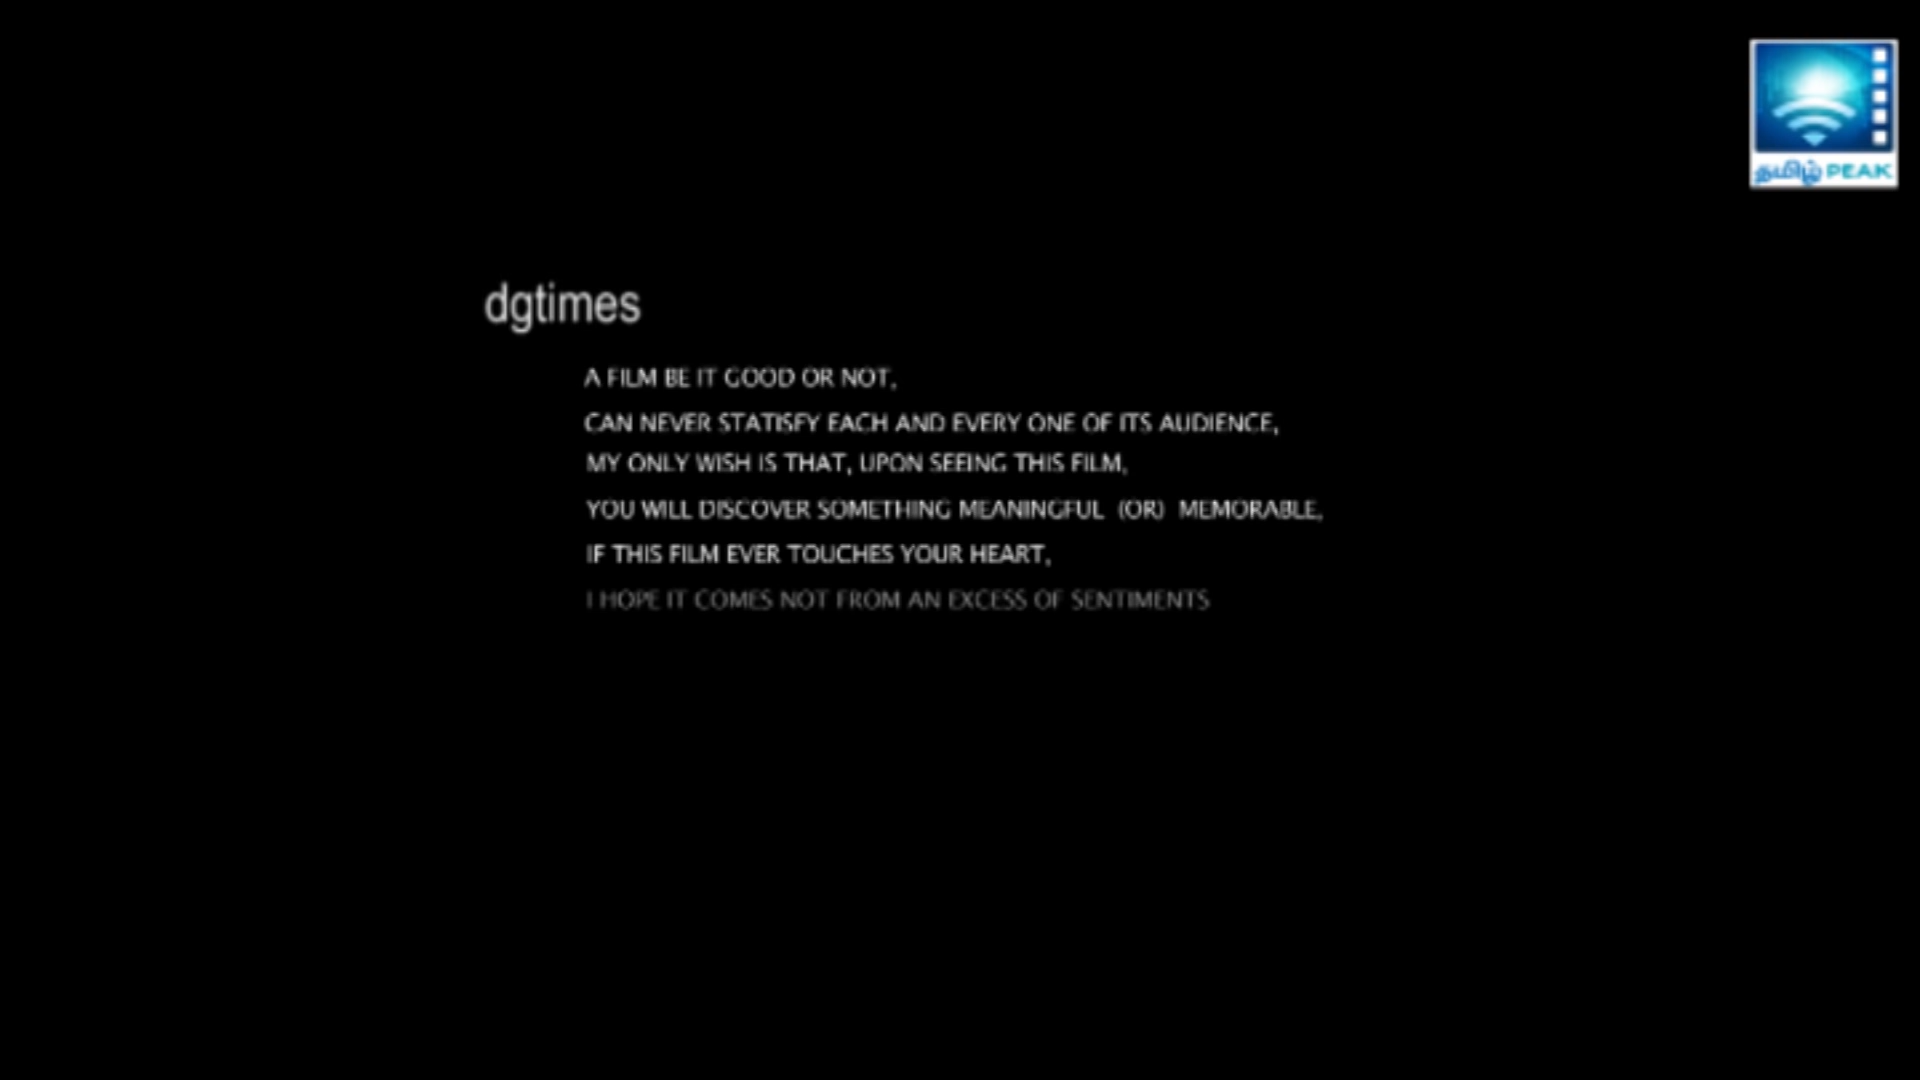 தமிழ் PEAK
dgtimes
A FILM BE IT GOOD OR NOT,
CAN NEVER STATISFY EACH AND EVERY ONE OF ITS AUDIENCE,
MY ONLY WISH IS THAT, UPON SEEING THIS FILM,
YOU WILL DISCOVER SOMETHING MEANINGFUL (OR) MEMORABLE,
IF THIS FILM EVER TOUCHES YOUR HEART,
I HOPE IT COMES NOT FROM AN EXCESS OF SENTIMENTS